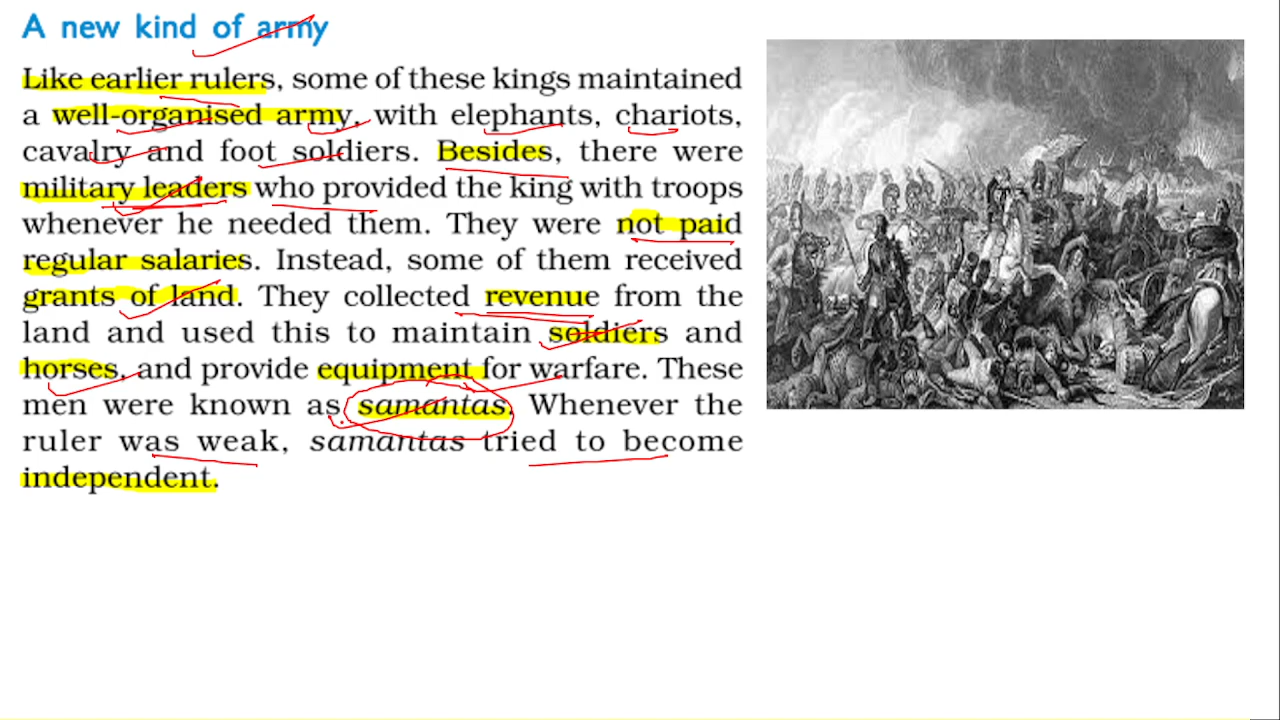 A new kind of army
Like earlier rulers, some of these kings maintained
a well-organised army, with elephants, chariots,
cavalry and foot soldiers. Besides, there were
military leaders who provided the king with troops
whenever he needed them. They were not paid
regular salaries. Instead, some of them received
grants of land. They collected revenue from the
land and used this to maintain soldiers and
horses, and provide equipment for warfare. These
men were known as samantas. Whenever the
ruler was weak, samantas tried to become
independent.